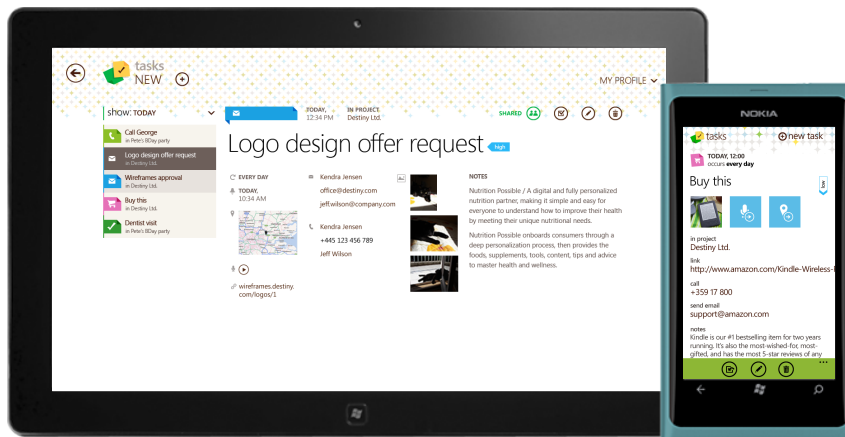 tasks
NEW
MY PROFILE
show: TODAY
Call George
in Pete's BDay party
Logo design offer request
in Destiny Ltd.
Wireframes approval
in Destiny Ltd.
Buy this
in Destiny Ltd.
Dentist visit
in Pete's BDay party
TODAY,
12:34 PM
IN PROJECT
Destiny Ltd.
SHARED
Logo design offer request
high
EVERY DAY
TODAY,
10:34 AM
wireframes.destiny.
com/logos/1
Kendra Jensen
office@destiny.com
jeff.wilson@company.com
Kendra Jensen
+445 123 456 789
Jeff Wilson
NOTES
Nutrition Possible / A digital and fully personalized
nutrition partner, making it simple and easy for
everyone to understand how to improve their health
by meeting their unique nutritional needs.
Nutrition Possible onboards consumers through a
deep personalization process, then provides the
foods, supplements, tools, content, tips and advice
to master health and wellness.
NOKIA
tasks
new task
TODAY, 12:00
occurs every day
Buy this
low
in project
Destiny Ltd.
link
http://www.amazon.com/Kindle-Wireless-
call
+359 17 800
send email
support@amazon.com
notes
Kindle is our #1 bestselling item for two years
running. It's also the most-wished-for, most-
gifted, and has the most 5-star reviews of any